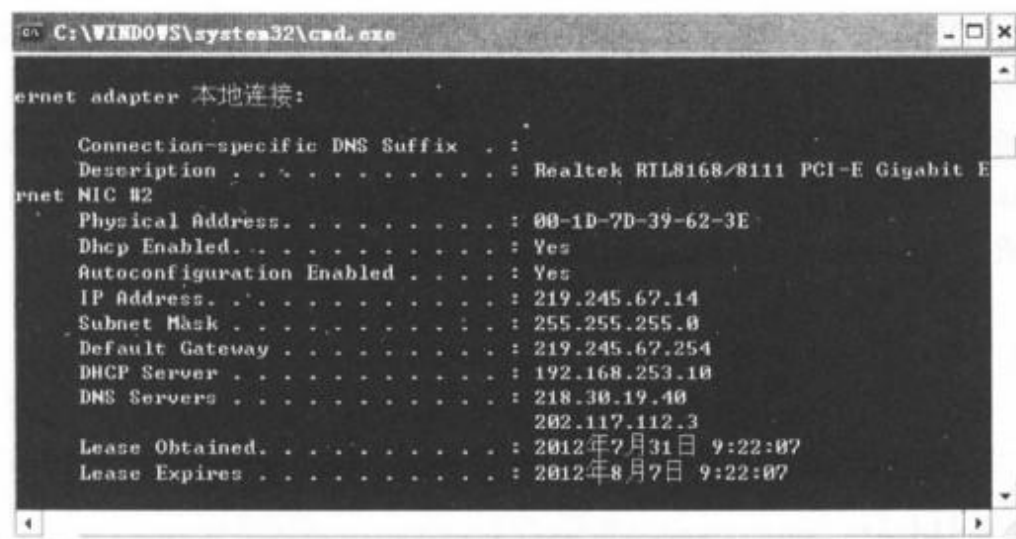 C:\WINDOWS\system32\cmd.exe
ernet adapter 本地连接:
Connection-specific DNS Suffix . :
Description . . . . . . . . . . . : Realtek RTL8168/8111 PCI-E Gigabit E
rnet NIC #2
Physical Address. . . . . . . . . : 00-1D-7D-39-62-3E
Dhcp Enabled. . . . . . . . . . . : Yes
Autoconfiguration Enabled . . . . : Yes
IP Address. . . . . . . . . . . . : 219.245.67.14
Subnet Mask . . . . . . . . . . . : 255.255.255.0
Default Gateway . . . . . . . . . : 219.245.67.254
DHCP Server . . . . . . . . . . . : 192.168.253.10
DNS Servers . . . . . . . . . . . : 218.30.19.40
202.117.112.3
Lease Obtained. . . . . . . . . . : 2012年7月31日 9:22:07
Lease Expires . . . . . . . . . . : 2012年8月7日 9:22:07